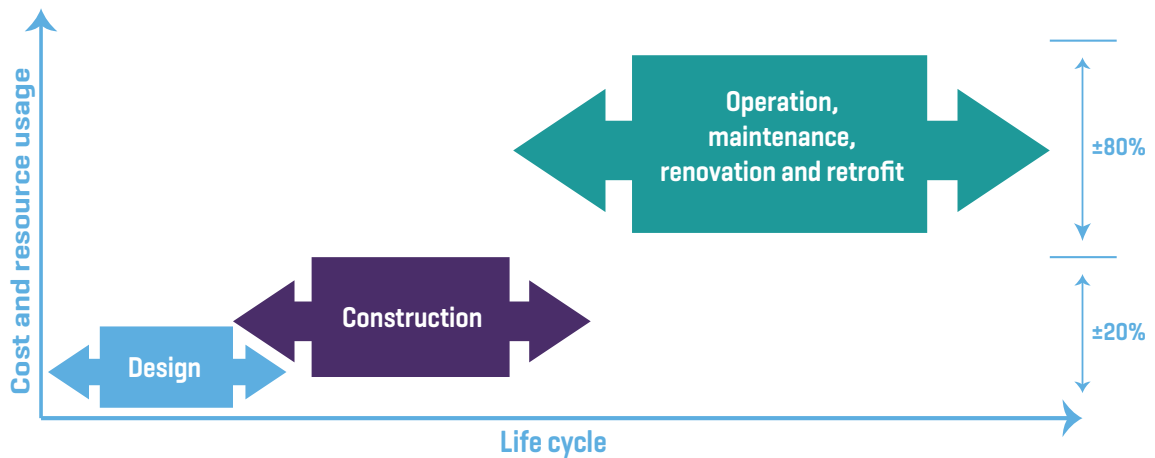 Cost and resource usage
Operation,
maintenance,
renovation and retrofit
±80%
Construction
±20%
Design
Life cycle